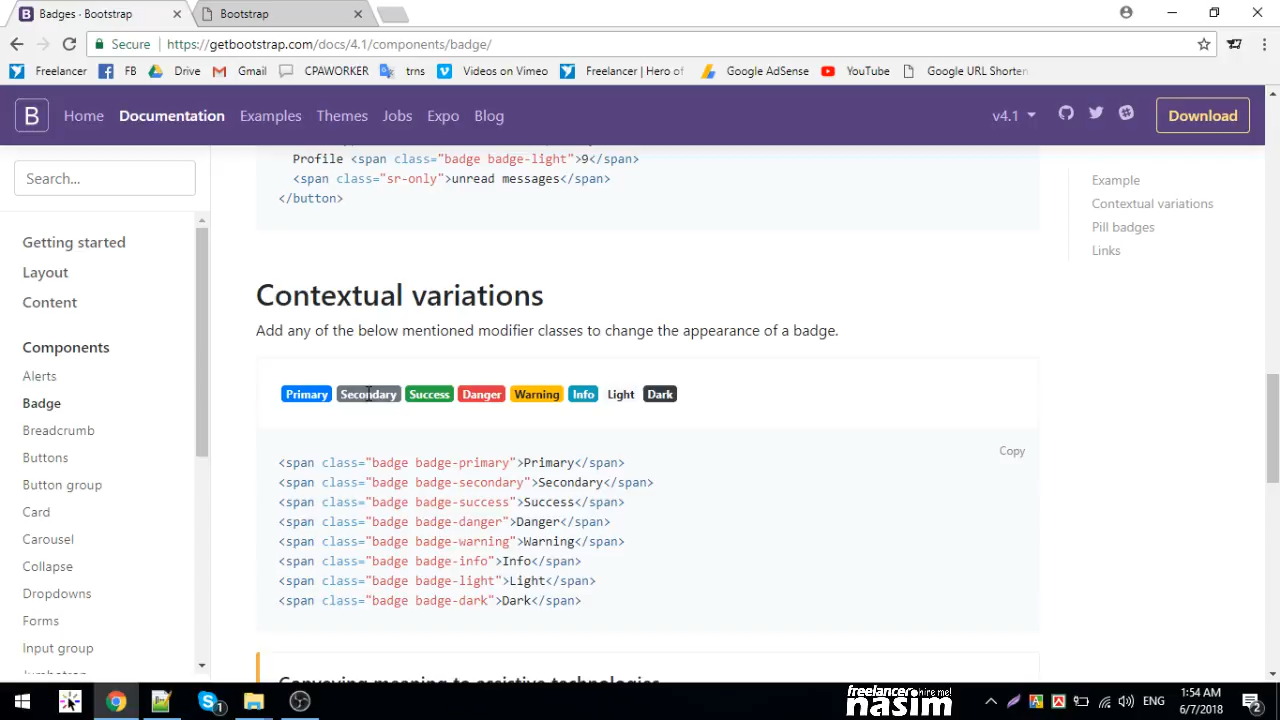 Badges · Bootstrap
Bootstrap
Secure
https://getbootstrap.com/docs/4.1/components/badge/
Freelancer
FB
Drive
Gmail
CPAWORKER
trns
Videos on Vimeo
Freelancer | Hero of
Google AdSense
YouTube
Google URL Shorten
B
Home
Documentation
Examples
Themes
Jobs
Expo
Blog
v4.1
Download
Search...
Getting started
Layout
Content
Components
Alerts
Badge
Breadcrumb
Buttons
Button group
Card
Carousel
Collapse
Dropdowns
Forms
Input group
Profile <span class="badge badge-light">9</span>
<span class="sr-only">unread messages</span>
</button>
Contextual variations
Add any of the below mentioned modifier classes to change the appearance of a badge.
Primary Secondary Success Danger Warning Info Light Dark
Copy
<span class="badge badge-primary">Primary</span>
<span class="badge badge-secondary">Secondary</span>
<span class="badge badge-success">Success</span>
<span class="badge badge-danger">Danger</span>
<span class="badge badge-warning">Warning</span>
<span class="badge badge-info">Info</span>
<span class="badge badge-light">Light</span>
<span class="badge badge-dark">Dark</span>
Conveying meaning to assistive technologies
Example
Contextual variations
Pill badges
Links
freelancer hire me!
nasim
ENG
1:54 AM
6/7/2018
1
2